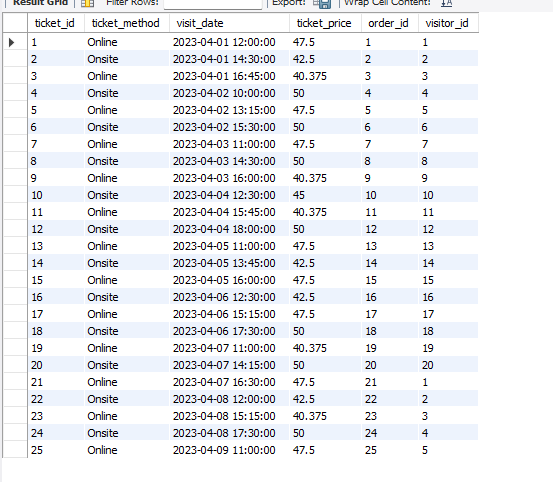 Result Grid Filter Rows: Export: Wrap Cell Content: IA
ticket_id ticket_method visit_date ticket_price order_id visitor_id
1 Online 2023-04-01 12:00:00 47.5 1 1
2 Onsite 2023-04-01 14:30:00 42.5 2 2
3 Online 2023-04-01 16:45:00 40.375 3 3
4 Onsite 2023-04-02 10:00:00 50 4 4
5 Online 2023-04-02 13:15:00 47.5 5 5
6 Onsite 2023-04-02 15:30:00 50 6 6
7 Online 2023-04-03 11:00:00 47.5 7 7
8 Onsite 2023-04-03 14:30:00 50 8 8
9 Online 2023-04-03 16:00:00 40.375 9 9
10 Onsite 2023-04-04 12:30:00 45 10 10
11 Online 2023-04-04 15:45:00 40.375 11 11
12 Onsite 2023-04-04 18:00:00 50 12 12
13 Online 2023-04-05 11:00:00 47.5 13 13
14 Onsite 2023-04-05 13:45:00 42.5 14 14
15 Online 2023-04-05 16:00:00 47.5 15 15
16 Onsite 2023-04-06 12:30:00 42.5 16 16
17 Online 2023-04-06 15:15:00 47.5 17 17
18 Onsite 2023-04-06 17:30:00 50 18 18
19 Online 2023-04-07 11:00:00 40.375 19 19
20 Onsite 2023-04-07 14:15:00 50 20 20
21 Online 2023-04-07 16:30:00 47.5 21 1
22 Onsite 2023-04-08 12:00:00 42.5 22 2
23 Online 2023-04-08 15:15:00 40.375 23 3
24 Onsite 2023-04-08 17:30:00 50 24 4
25 Online 2023-04-09 11:00:00 47.5 25 5